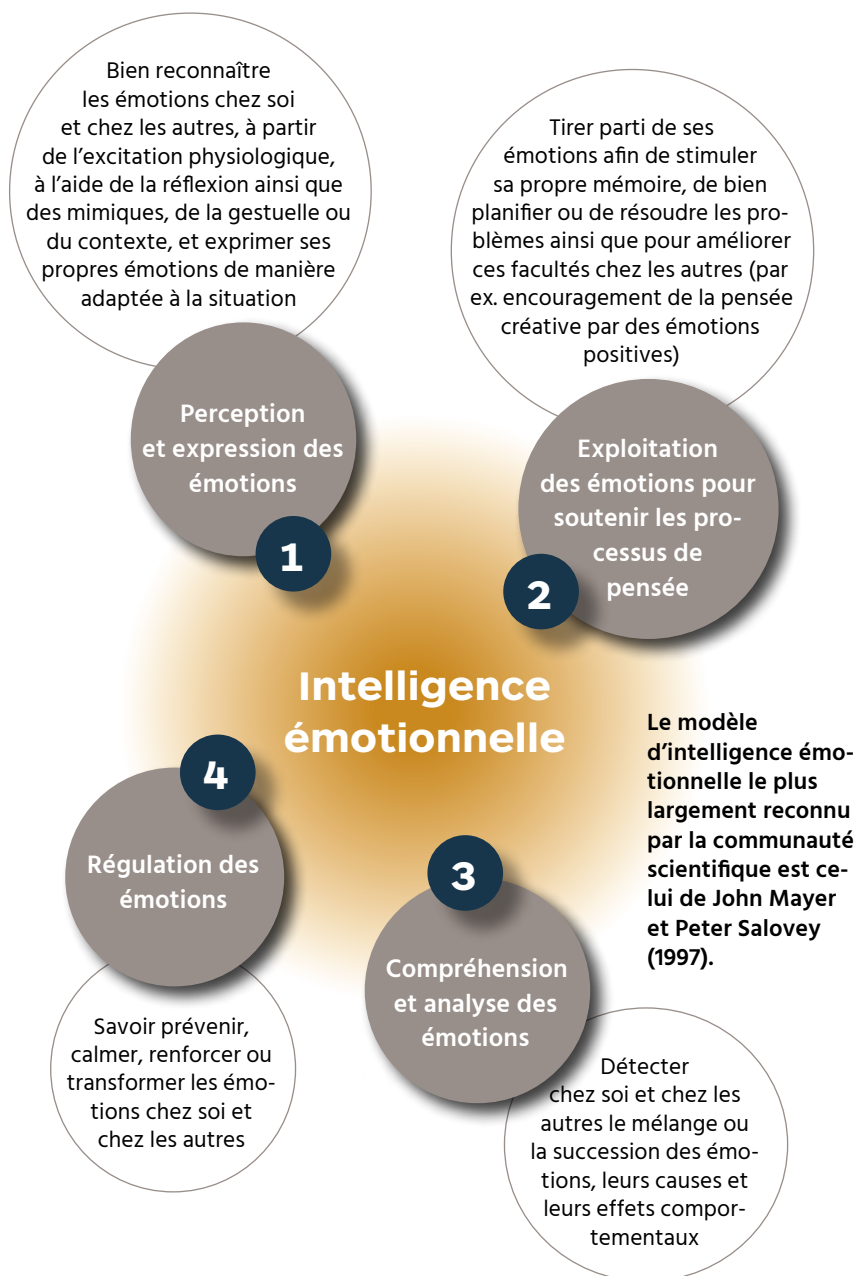 Bien reconnaître
les émotions chez soi
et chez les autres, à partir
de l'excitation physiologique,
à l'aide de la réflexion ainsi que
des mimiques, de la gestuelle ou
du contexte, et exprimer ses
propres émotions de manière
adaptée à la situation
Perception
et expression des
émotions
1
Tirer parti de ses
émotions afin de stimuler
sa propre mémoire, de bien
planifier ou de résoudre les pro-
blèmes ainsi que pour améliorer
ces facultés chez les autres (par
ex. encouragement de la pensée
créative par des émotions
positives)
Exploitation
des émotions pour
soutenir les pro-
cessus de
pensée
2
Intelligence
émotionnelle
Le modèle
d'intelligence émo-
tionnelle le plus
largement reconnu
par la communauté
scientifique est ce-
lui de John Mayer
et Peter Salovey
(1997).
3
Compréhension
et analyse des
émotions
Détecter
chez soi et chez les
autres le mélange ou
la succession des émo-
tions, leurs causes et
leurs effets compor-
tementaux
4
Régulation des
émotions
Savoir prévenir,
calmer, renforcer ou
transformer les émo-
tions chez soi et
chez les autres